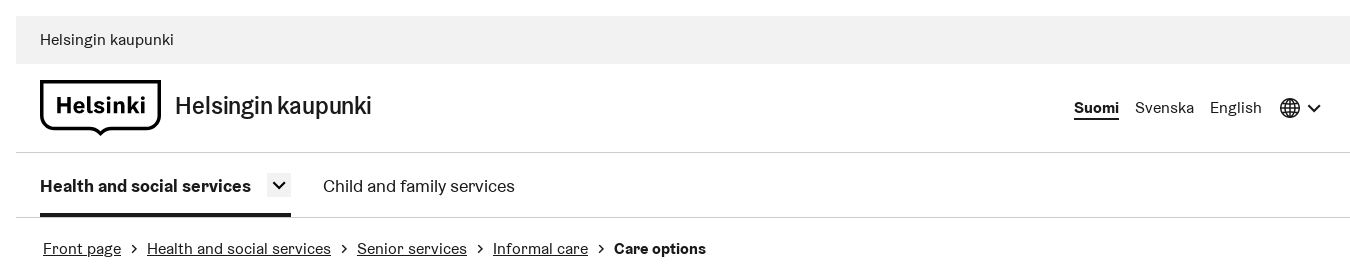 Helsingin kaupunki
Helsinki Helsingin kaupunki
Suomi Svenska English
Health and social services Child and family services
Front page Health and social services Senior services Informal care Care options